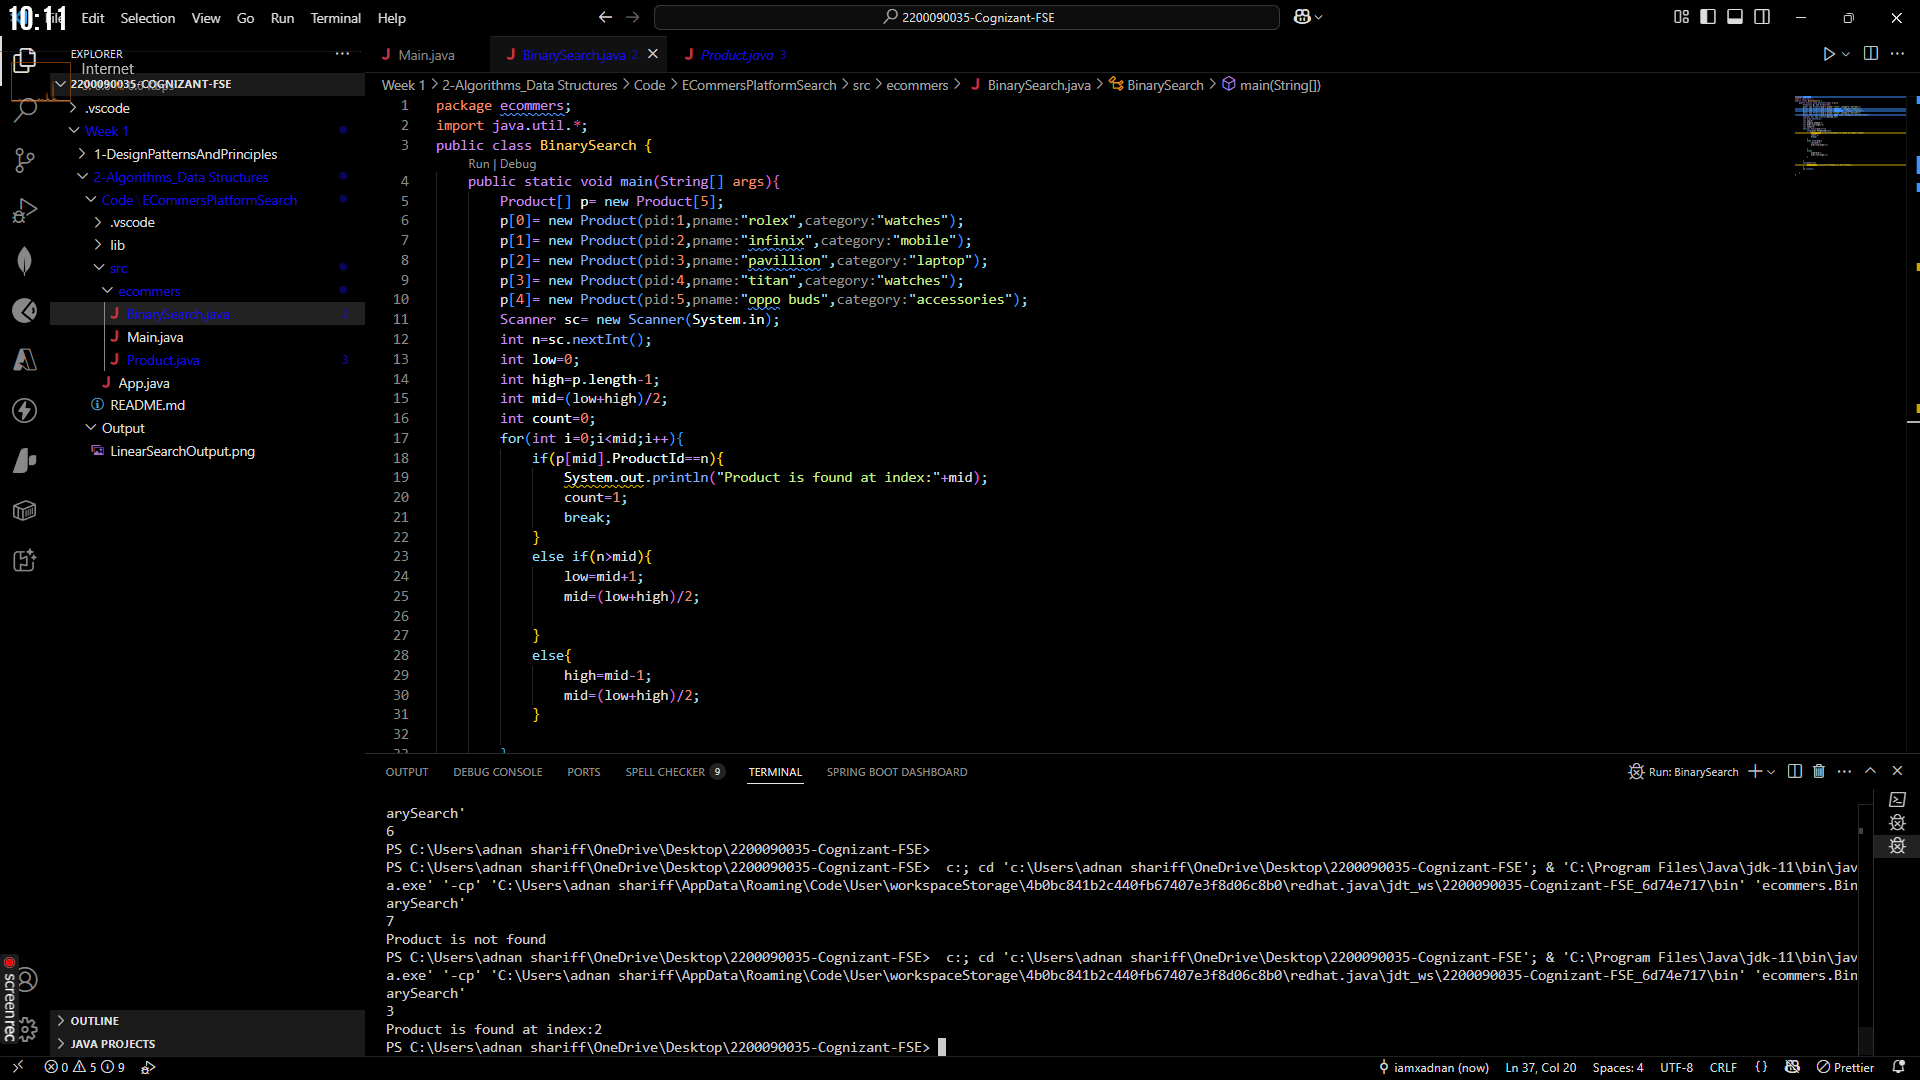 10:11
File Edit Selection View Go Run Terminal Help
2200090035-Cognizant-FSE
EXPLORER
Internet
2200090035-COGNIZANT-FSE
.vscode
Week 1
1-DesignPatternsAndPrinciples
2-Algorithms_Data Structures
Code \ ECommersPlatformSearch
.vscode
lib
src
ecommers
BinarySearch.java 2
Main.java
Product.java 3
App.java
README.md
Output
LinearSearchOutput.png
OUTLINE
JAVA PROJECTS
screenrec
Main.java
BinarySearch.java 2
Product.java 3
Week 1 > 2-Algorithms_Data Structures > Code > ECommersPlatformSearch > src > ecommers > BinarySearch.java > BinarySearch > main(String[])
1 package ecommers;
2 import java.util.*;
3 public class BinarySearch {
Run | Debug
4 public static void main(String[] args){
5 Product[] p= new Product[5];
6 p[0]= new Product(pid:1,pname:"rolex",category:"watches");
7 p[1]= new Product(pid:2,pname:"infinix",category:"mobile");
8 p[2]= new Product(pid:3,pname:"pavillion",category:"laptop");
9 p[3]= new Product(pid:4,pname:"titan",category:"watches");
10 p[4]= new Product(pid:5,pname:"oppo buds",category:"accessories");
11 Scanner sc= new Scanner(System.in);
12 int n=sc.nextInt();
13 int low=0;
14 int high=p.length-1;
15 int mid=(low+high)/2;
16 int count=0;
17 for(int i=0;i<mid;i++){
18 if(p[mid].ProductId==n){
19 System.out.println("Product is found at index:"+mid);
20 count=1;
21 break;
22 }
23 else if(n>mid){
24 low=mid+1;
25 mid=(low+high)/2;
26
27 }
28 else{
29 high=mid-1;
30 mid=(low+high)/2;
31 }
32
33 }
OUTPUT DEBUG CONSOLE PORTS SPELL CHECKER 9 TERMINAL SPRING BOOT DASHBOARD
Run: BinarySearch
arySearch'
6
PS C:\Users\adnan shariff\OneDrive\Desktop\2200090035-Cognizant-FSE>
PS C:\Users\adnan shariff\OneDrive\Desktop\2200090035-Cognizant-FSE> c:; cd 'c:\Users\adnan shariff\OneDrive\Desktop\2200090035-Cognizant-FSE'; & 'C:\Program Files\Java\jdk-11\bin\jav
a.exe' '-cp' 'C:\Users\adnan shariff\AppData\Roaming\Code\User\workspaceStorage\4b0bc841b2c440fb67407e3f8d06c8b0\redhat.java\jdt_ws\2200090035-Cognizant-FSE_6d74e717\bin' 'ecommers.Bin
arySearch'
7
Product is not found
PS C:\Users\adnan shariff\OneDrive\Desktop\2200090035-Cognizant-FSE> c:; cd 'c:\Users\adnan shariff\OneDrive\Desktop\2200090035-Cognizant-FSE'; & 'C:\Program Files\Java\jdk-11\bin\jav
a.exe' '-cp' 'C:\Users\adnan shariff\AppData\Roaming\Code\User\workspaceStorage\4b0bc841b2c440fb67407e3f8d06c8b0\redhat.java\jdt_ws\2200090035-Cognizant-FSE_6d74e717\bin' 'ecommers.Bin
arySearch'
3
Product is found at index:2
PS C:\Users\adnan shariff\OneDrive\Desktop\2200090035-Cognizant-FSE>
0 5 9
iamxadnan (now) Ln 37, Col 20 Spaces: 4 UTF-8 CRLF {} Prettier